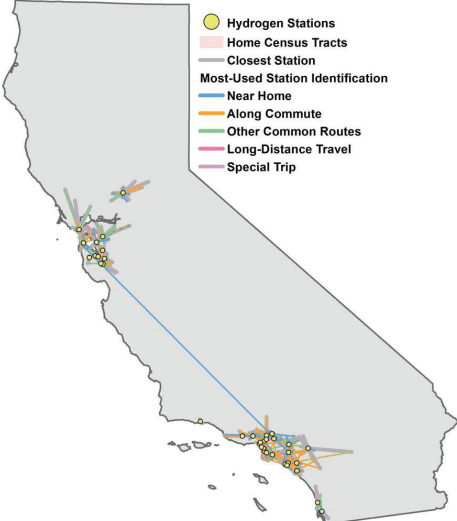 Hydrogen Stations
Home Census Tracts
Closest Station
Most-Used Station Identification
Near Home
Along Commute
Other Common Routes
Long-Distance Travel
Special Trip